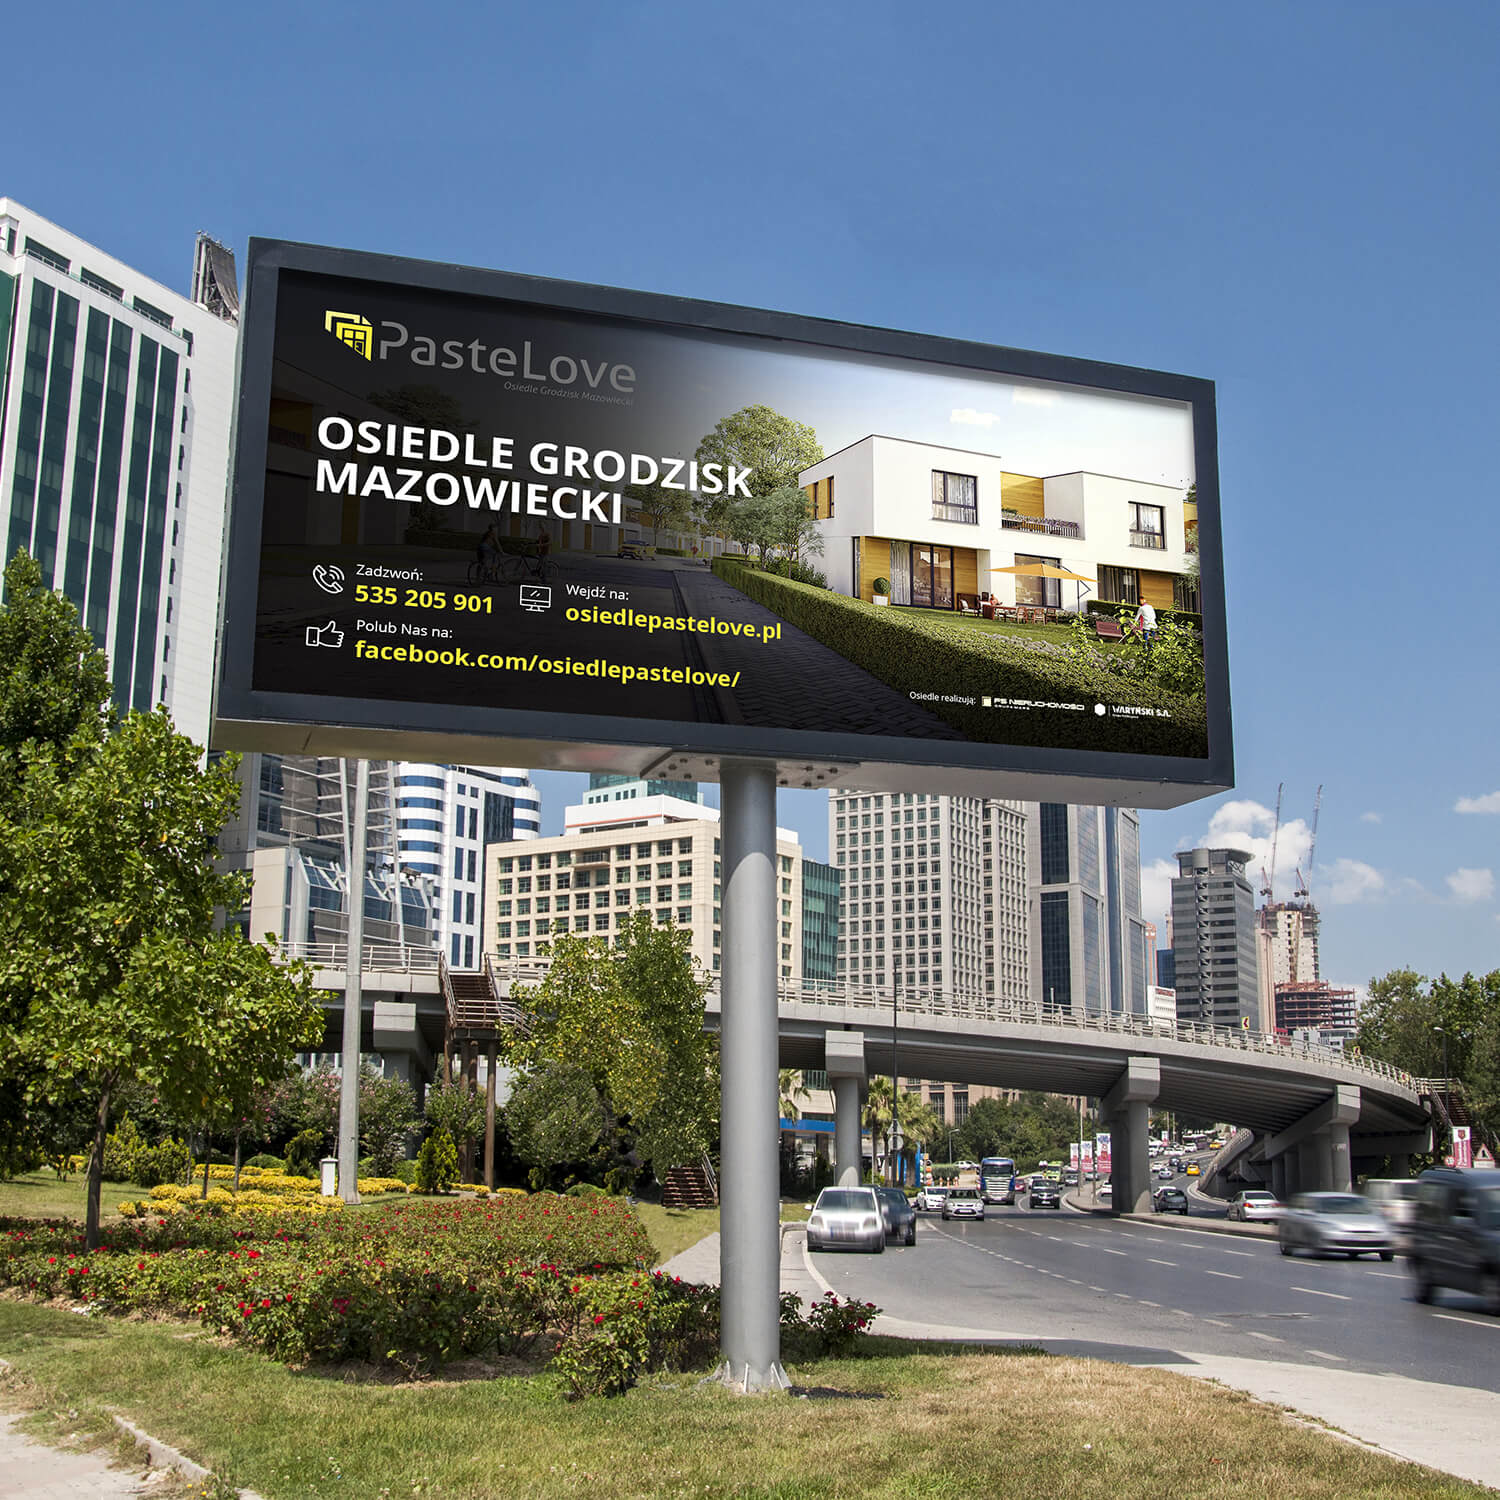 PasteLove
Osiedle Grodzisk Mazowiecki
OSIEDLE GRODZISK
MAZOWIECKI
Zadzwoń:
535 205 901
Wejdź na:
osiedlepastelove.pl
Polub Nas na:
facebook.com/osiedlepastelove/
Osiedle realizują:
FS NIERUCHOMOŚCI
WARYŃSKI S.A.